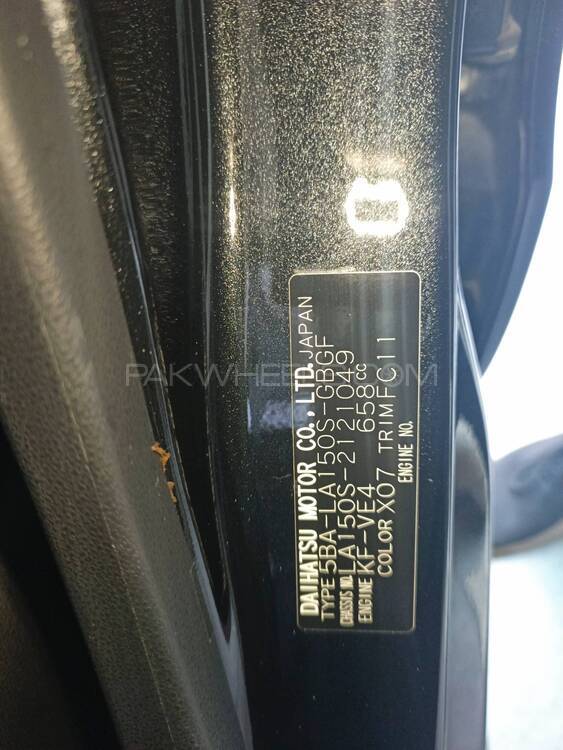 DAIHATSU MOTOR CO., LTD. JAPAN
TYPE 5BA-LA150S-GBGF
CHASSIS NO. LA150S-2121049
ENGINE KF-VE4 658cc
COLOR X07 TRIM FC11
ENGINE NO.
PAKWHEELS.COM